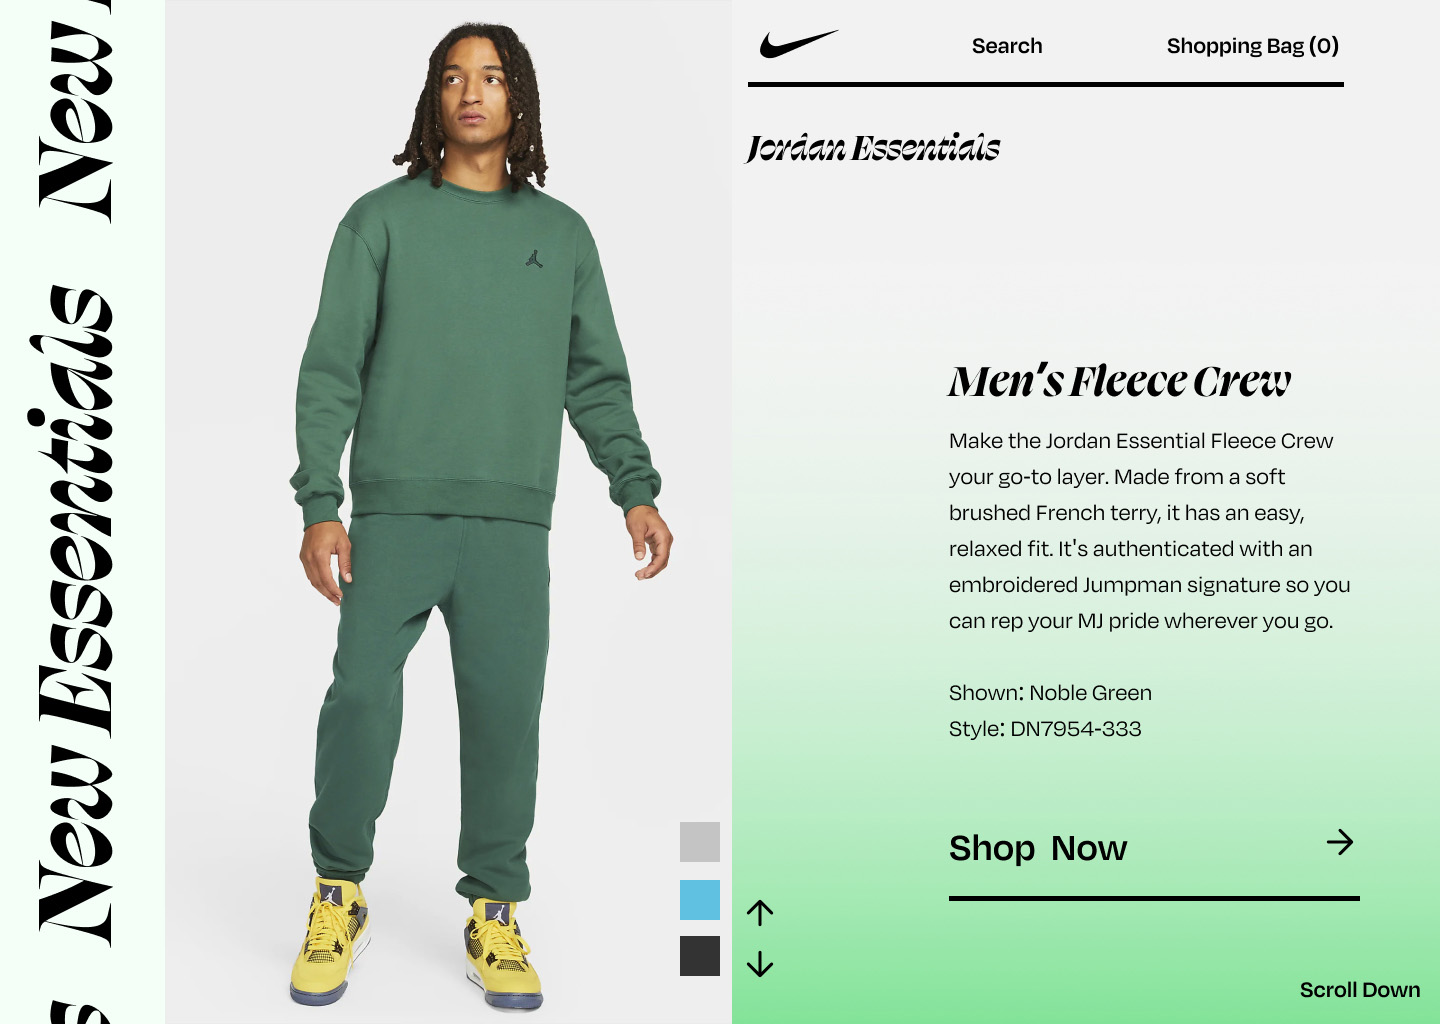 New Essentials
New
Search
Shopping Bag (0)
Jordan Essentials
Men's Fleece Crew
Make the Jordan Essential Fleece Crew
your go-to layer. Made from a soft
brushed French terry, it has an easy,
relaxed fit. It's authenticated with an
embroidered Jumpman signature so you
can rep your MJ pride wherever you go.
Shown: Noble Green
Style: DN7954-333
Shop Now
Scroll Down